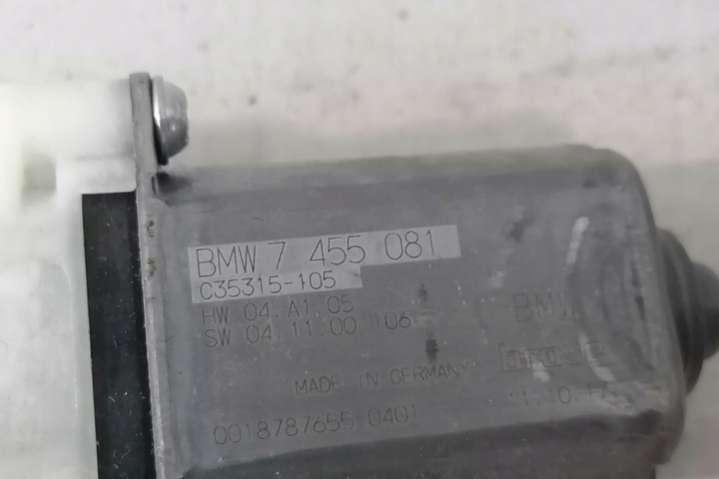 BMW 7 455 081
C35315-105
HW 04.A1.05
SW 04.11.00 106
BMW
MADE IN GERMANY
0018787655 0401